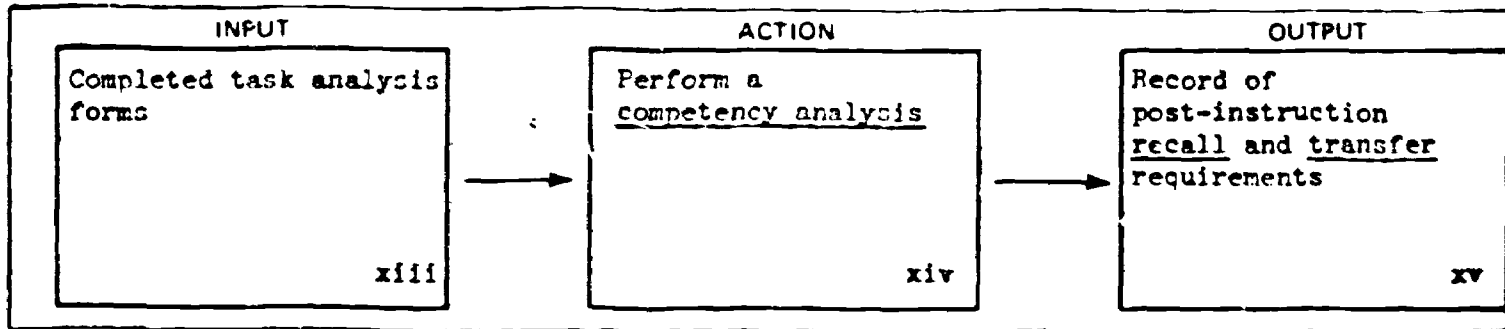 INPUT
Completed task analysis
forms
xiii
ACTION
Perform a
competency analysis
xiv
OUTPUT
Record of
post-instruction
recall and transfer
requirements
xv